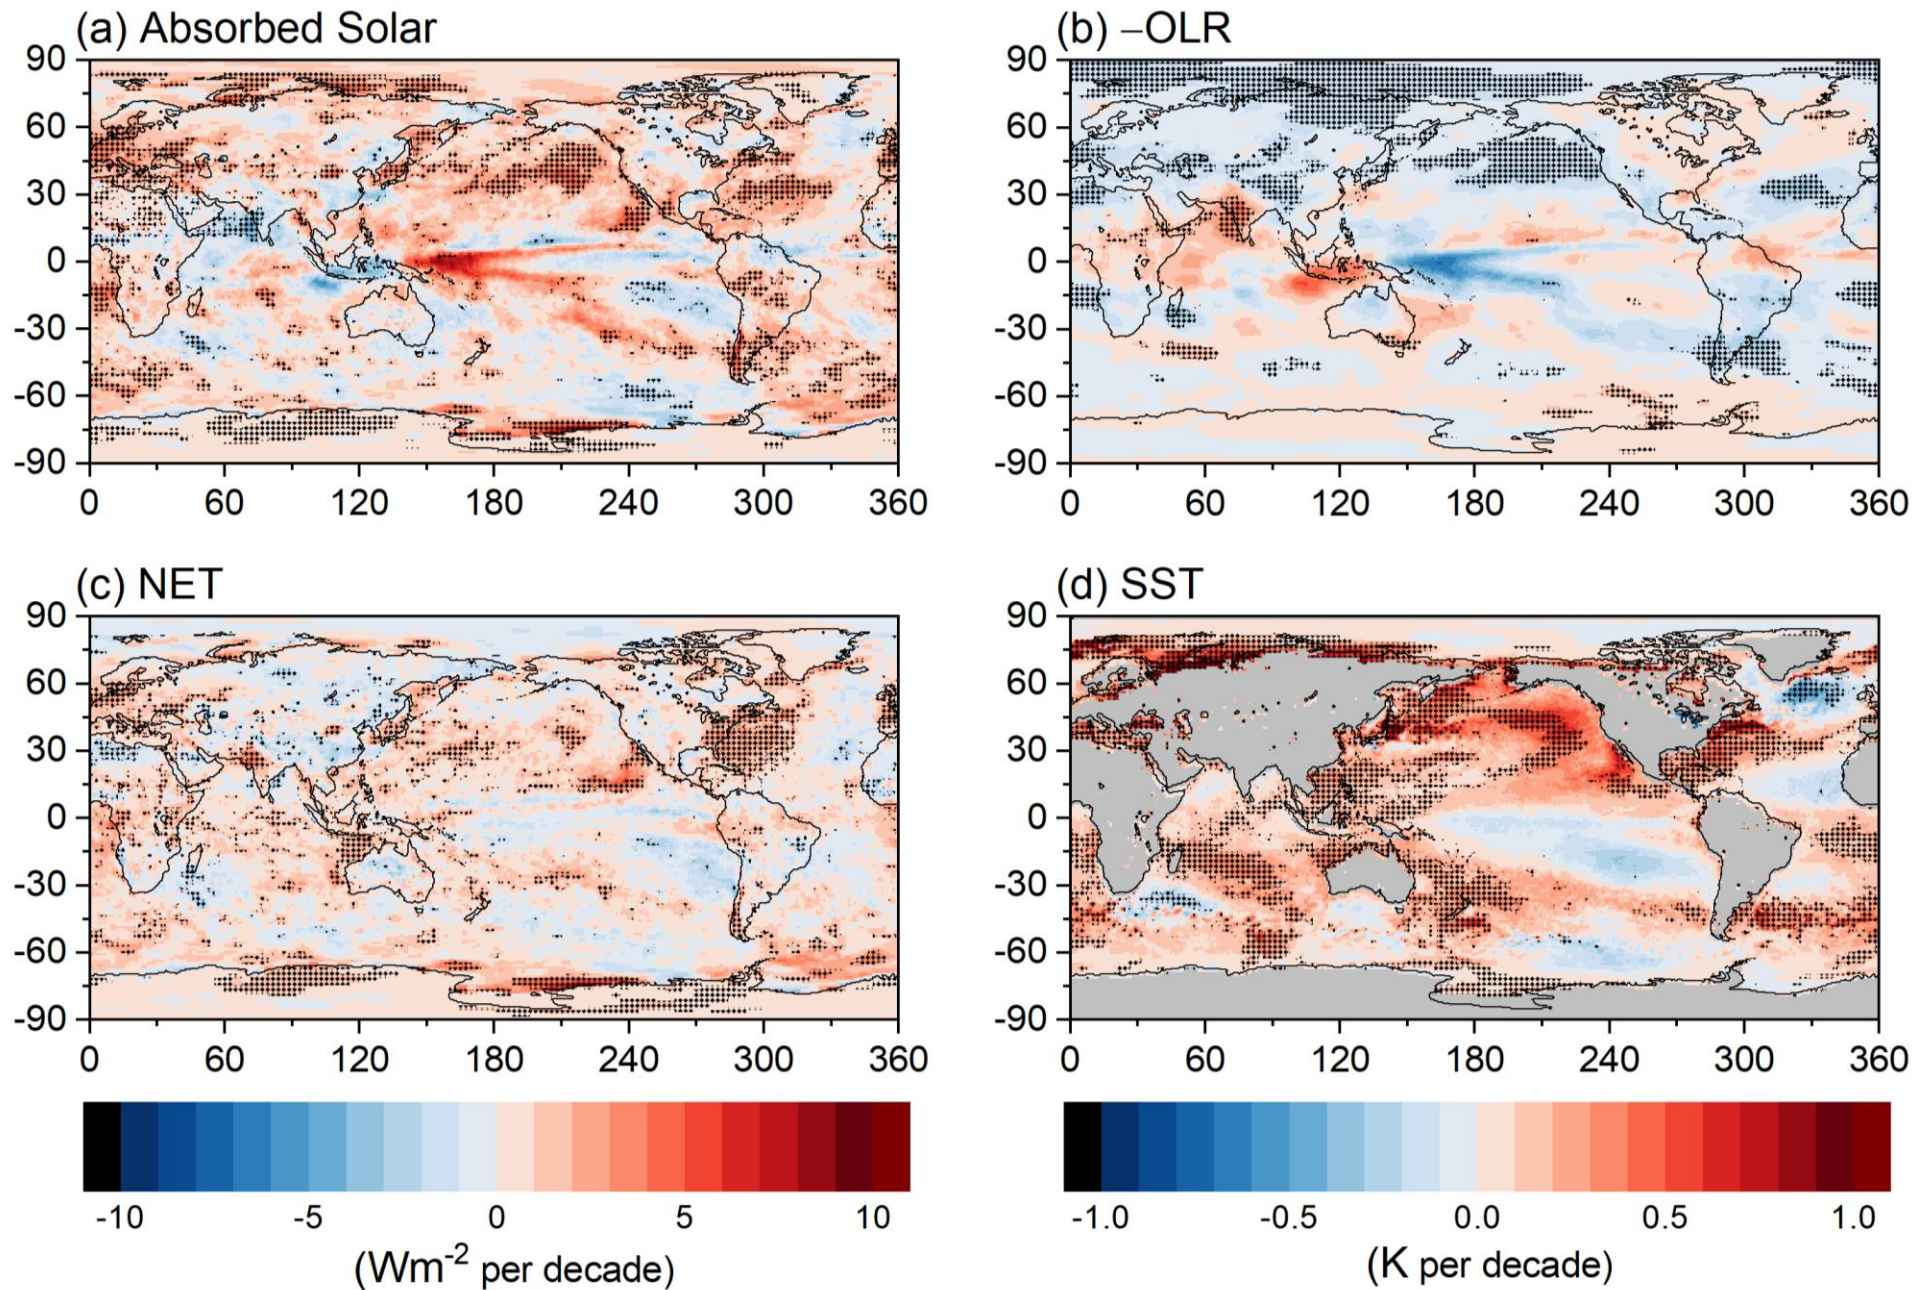 (a) Absorbed Solar
90
60
30
0
-30
-60
-90
0 60 120 180 240 300 360
(b) –OLR
90
60
30
0
-30
-60
-90
0 60 120 180 240 300 360
(c) NET
90
60
30
0
-30
-60
-90
0 60 120 180 240 300 360
(d) SST
90
60
30
0
-30
-60
-90
0 60 120 180 240 300 360
-10 -5 0 5 10
(Wm⁻² per decade)
-1.0 -0.5 0.0 0.5 1.0
(K per decade)